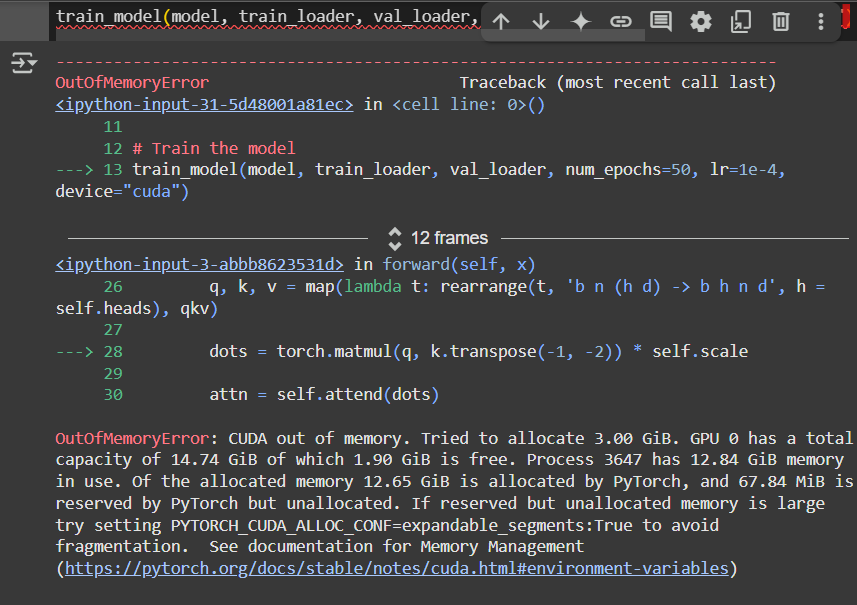 train_model(model, train_loader, val_loader,
---------------------------------------------------------------------------
OutOfMemoryError                          Traceback (most recent call last)
<ipython-input-31-5d48001a81ec> in <cell line: 0>()
     11
     12 # Train the model
---> 13 train_model(model, train_loader, val_loader, num_epochs=50, lr=1e-4,
device="cuda")
12 frames
<ipython-input-3-abbb8623531d> in forward(self, x)
     26         q, k, v = map(lambda t: rearrange(t, 'b n (h d) -> b h n d', h =
self.heads), qkv)
     27
---> 28         dots = torch.matmul(q, k.transpose(-1, -2)) * self.scale
     29
     30         attn = self.attend(dots)
OutOfMemoryError: CUDA out of memory. Tried to allocate 3.00 GiB. GPU 0 has a total
capacity of 14.74 GiB of which 1.90 GiB is free. Process 3647 has 12.84 GiB memory
in use. Of the allocated memory 12.65 GiB is allocated by PyTorch, and 67.84 MiB is
reserved by PyTorch but unallocated. If reserved but unallocated memory is large
try setting PYTORCH_CUDA_ALLOC_CONF=expandable_segments:True to avoid
fragmentation.  See documentation for Memory Management
(https://pytorch.org/docs/stable/notes/cuda.html#environment-variables)